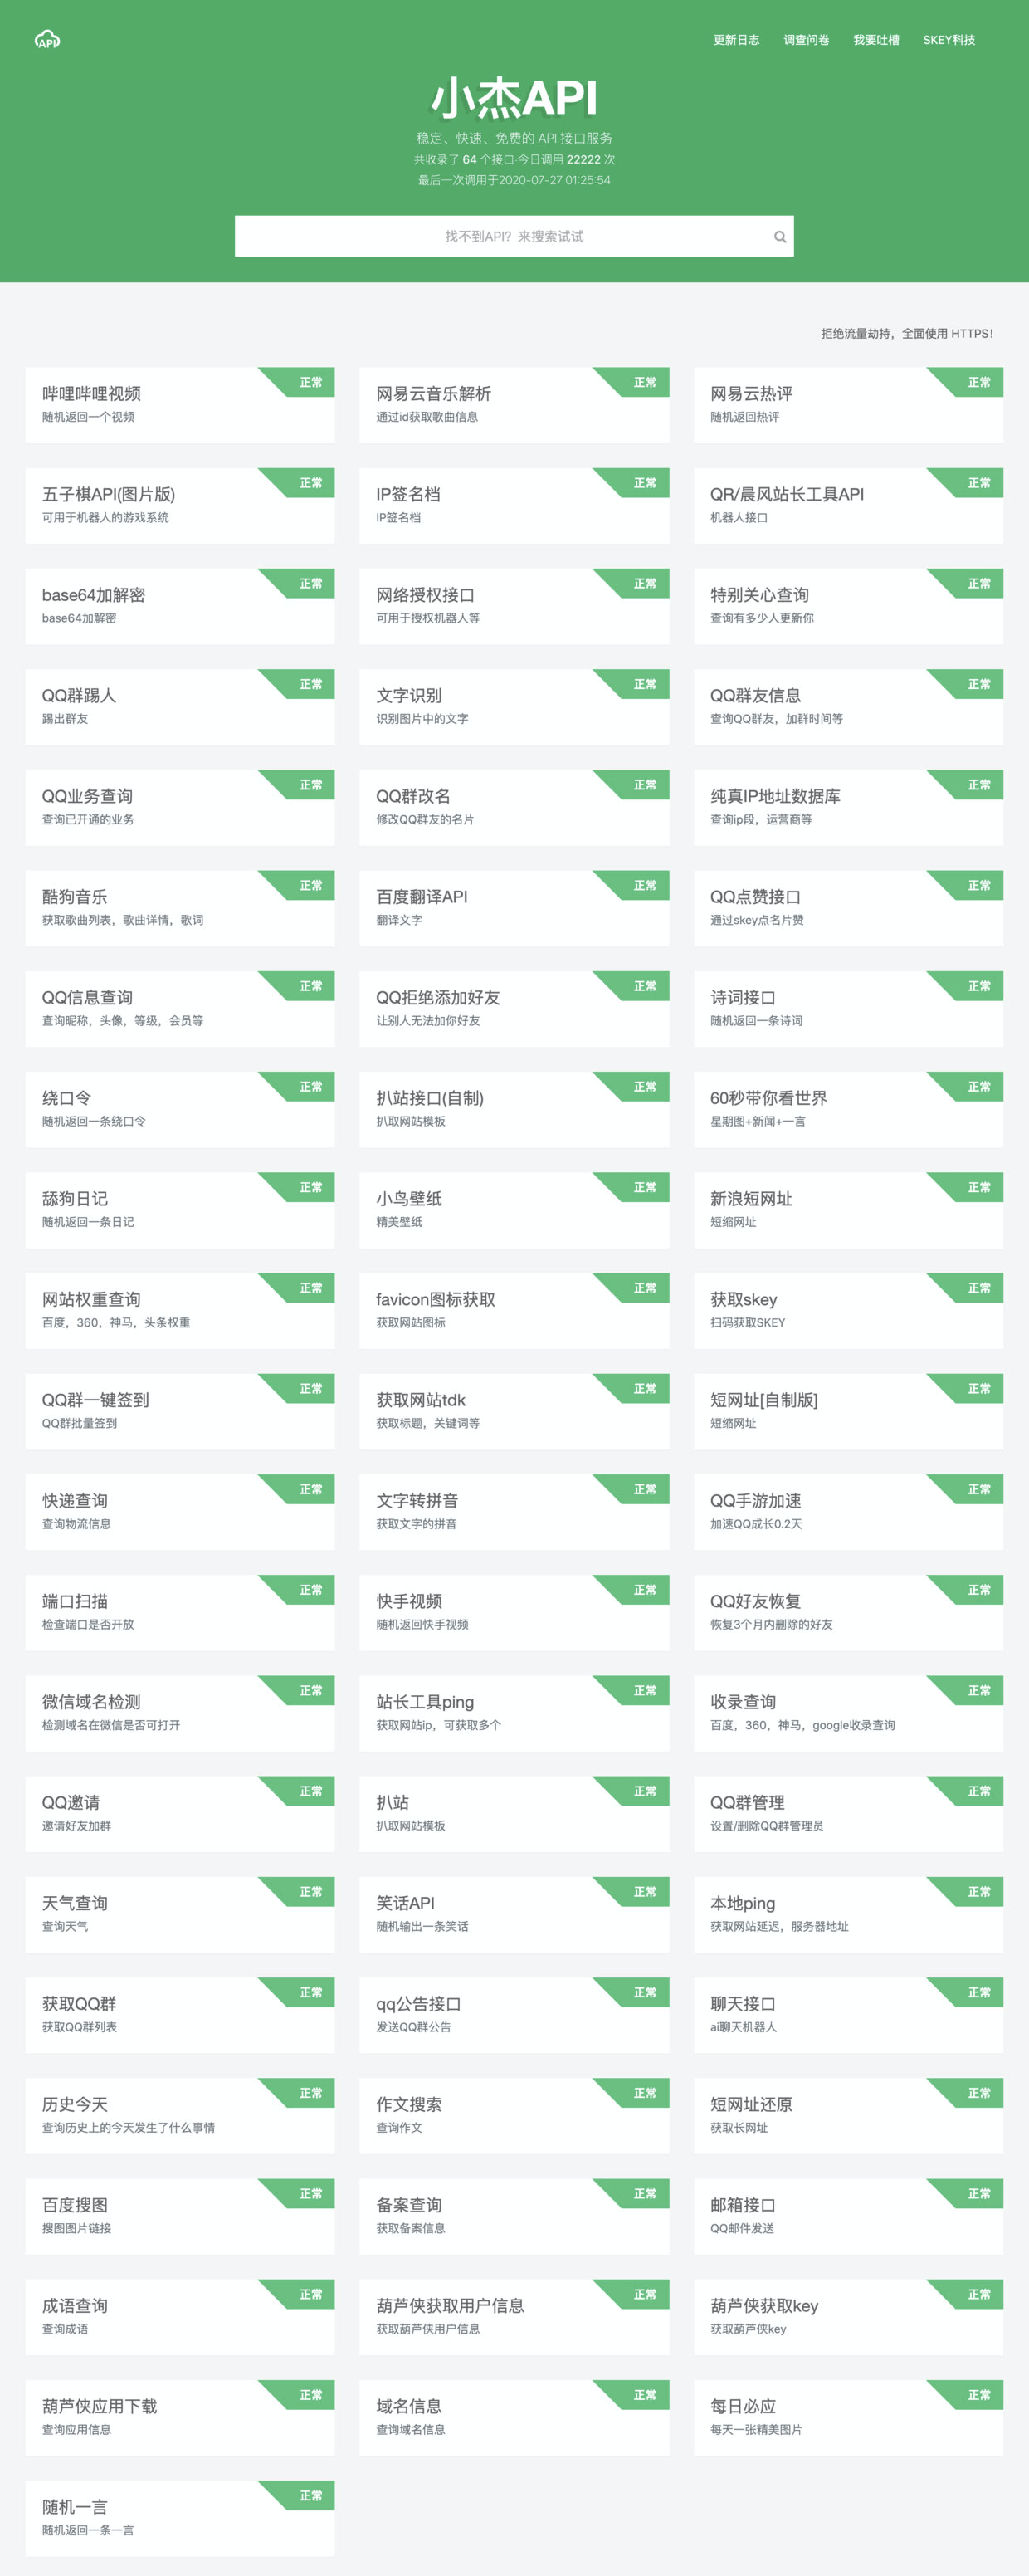 API
更新日志 调查问卷 我要吐槽 SKEY科技
小杰API
稳定、快速、免费的 API 接口服务
共收录了 64 个接口·今日调用 22222 次
最后一次调用于2020-07-27 01:25:54
找不到API? 来搜索试试
拒绝流量劫持，全面使用 HTTPS！
哔哩哔哩视频
正常
随机返回一个视频
网易云音乐解析
正常
通过id获取歌曲信息
网易云热评
正常
随机返回热评
五子棋API(图片版)
正常
可用于机器人的游戏系统
IP签名档
正常
IP签名档
QR/晨风站长工具API
正常
机器人接口
base64加解密
正常
base64加解密
网络授权接口
正常
可用于授权机器人等
特别关心查询
正常
查询有多少人更新你
QQ群踢人
正常
踢出群友
文字识别
正常
识别图片中的文字
QQ群友信息
正常
查询QQ群友，加群时间等
QQ业务查询
正常
查询已开通的业务
QQ群改名
正常
修改QQ群友的名片
纯真IP地址数据库
正常
查询ip段，运营商等
酷狗音乐
正常
获取歌曲列表，歌曲详情，歌词
百度翻译API
正常
翻译文字
QQ点赞接口
正常
通过skey点名片赞
QQ信息查询
正常
查询昵称，头像，等级，会员等
QQ拒绝添加好友
正常
让别人无法加你好友
诗词接口
正常
随机返回一条诗词
绕口令
正常
随机返回一条绕口令
扒站接口(自制)
正常
扒取网站模板
60秒带你看世界
正常
星期图+新闻+一言
舔狗日记
正常
随机返回一条日记
小鸟壁纸
正常
精美壁纸
新浪短网址
正常
短缩网址
网站权重查询
正常
百度，360，神马，头条权重
favicon图标获取
正常
获取网站图标
获取skey
正常
扫码获取SKEY
QQ群一键签到
正常
QQ群批量签到
获取网站tdk
正常
获取标题，关键词等
短网址[自制版]
正常
短缩网址
快递查询
正常
查询物流信息
文字转拼音
正常
获取文字的拼音
QQ手游加速
正常
加速QQ成长0.2天
端口扫描
正常
检查端口是否开放
快手视频
正常
随机返回快手视频
QQ好友恢复
正常
恢复3个月内删除的好友
微信域名检测
正常
检测域名在微信是否可打开
站长工具ping
正常
获取网站ip，可获取多个
收录查询
正常
百度，360，神马，google收录查询
QQ邀请
正常
邀请好友加群
扒站
正常
扒取网站模板
QQ群管理
正常
设置/删除QQ群管理员
天气查询
正常
查询天气
笑话API
正常
随机输出一条笑话
本地ping
正常
获取网站延迟，服务器地址
获取QQ群
正常
获取QQ群列表
qq公告接口
正常
发送QQ群公告
聊天接口
正常
ai聊天机器人
历史今天
正常
查询历史上的今天发生了什么事情
作文搜索
正常
查询作文
短网址还原
正常
获取长网址
百度搜图
正常
搜图图片链接
备案查询
正常
获取备案信息
邮箱接口
正常
QQ邮件发送
成语查询
正常
查询成语
葫芦侠获取用户信息
正常
获取葫芦侠用户信息
葫芦侠获取key
正常
获取葫芦侠key
葫芦侠应用下载
正常
查询应用信息
域名信息
正常
查询域名信息
每日必应
正常
每天一张精美图片
随机一言
正常
随机返回一条一言